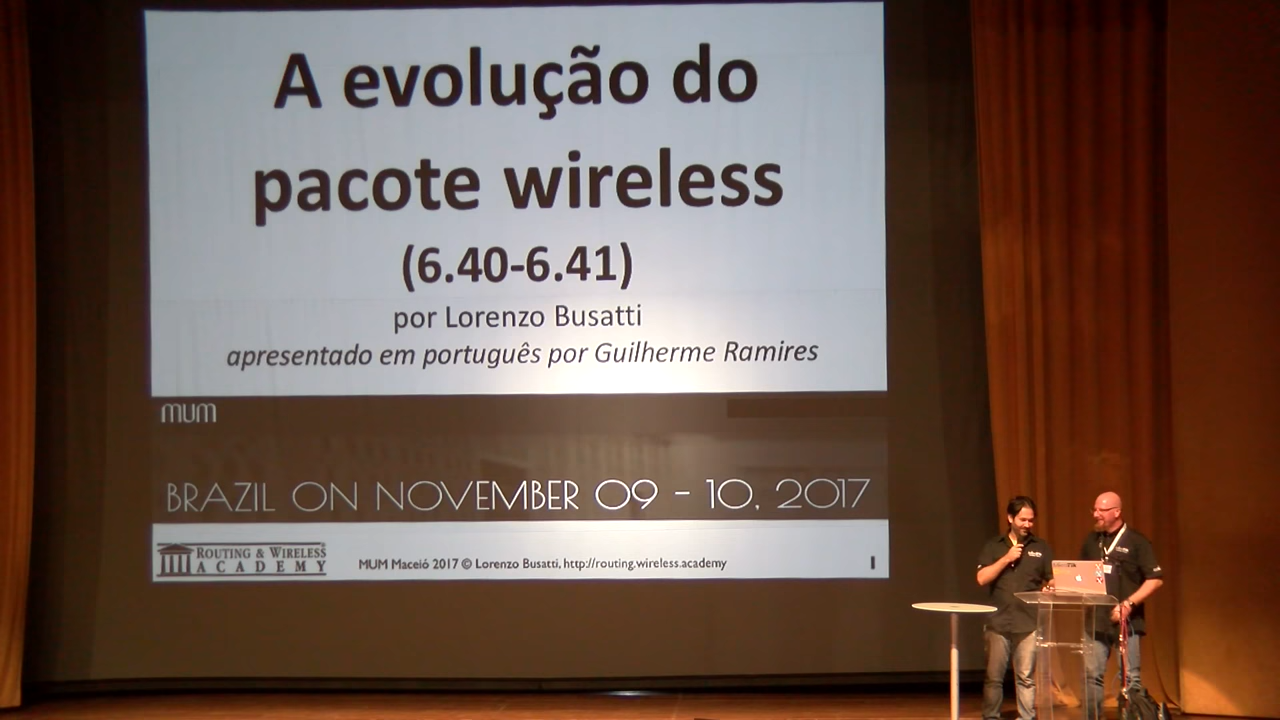 A evolução do
pacote wireless
(6.40-6.41)
por Lorenzo Busatti
apresentado em português por Guilherme Ramires
MUM
BRAZIL ON NOVEMBER 09 - 10, 2017
ROUTING & WIRELESS
ACADEMY
MUM Maceió 2017 © Lorenzo Busatti, http://routing.wireless.academy
1